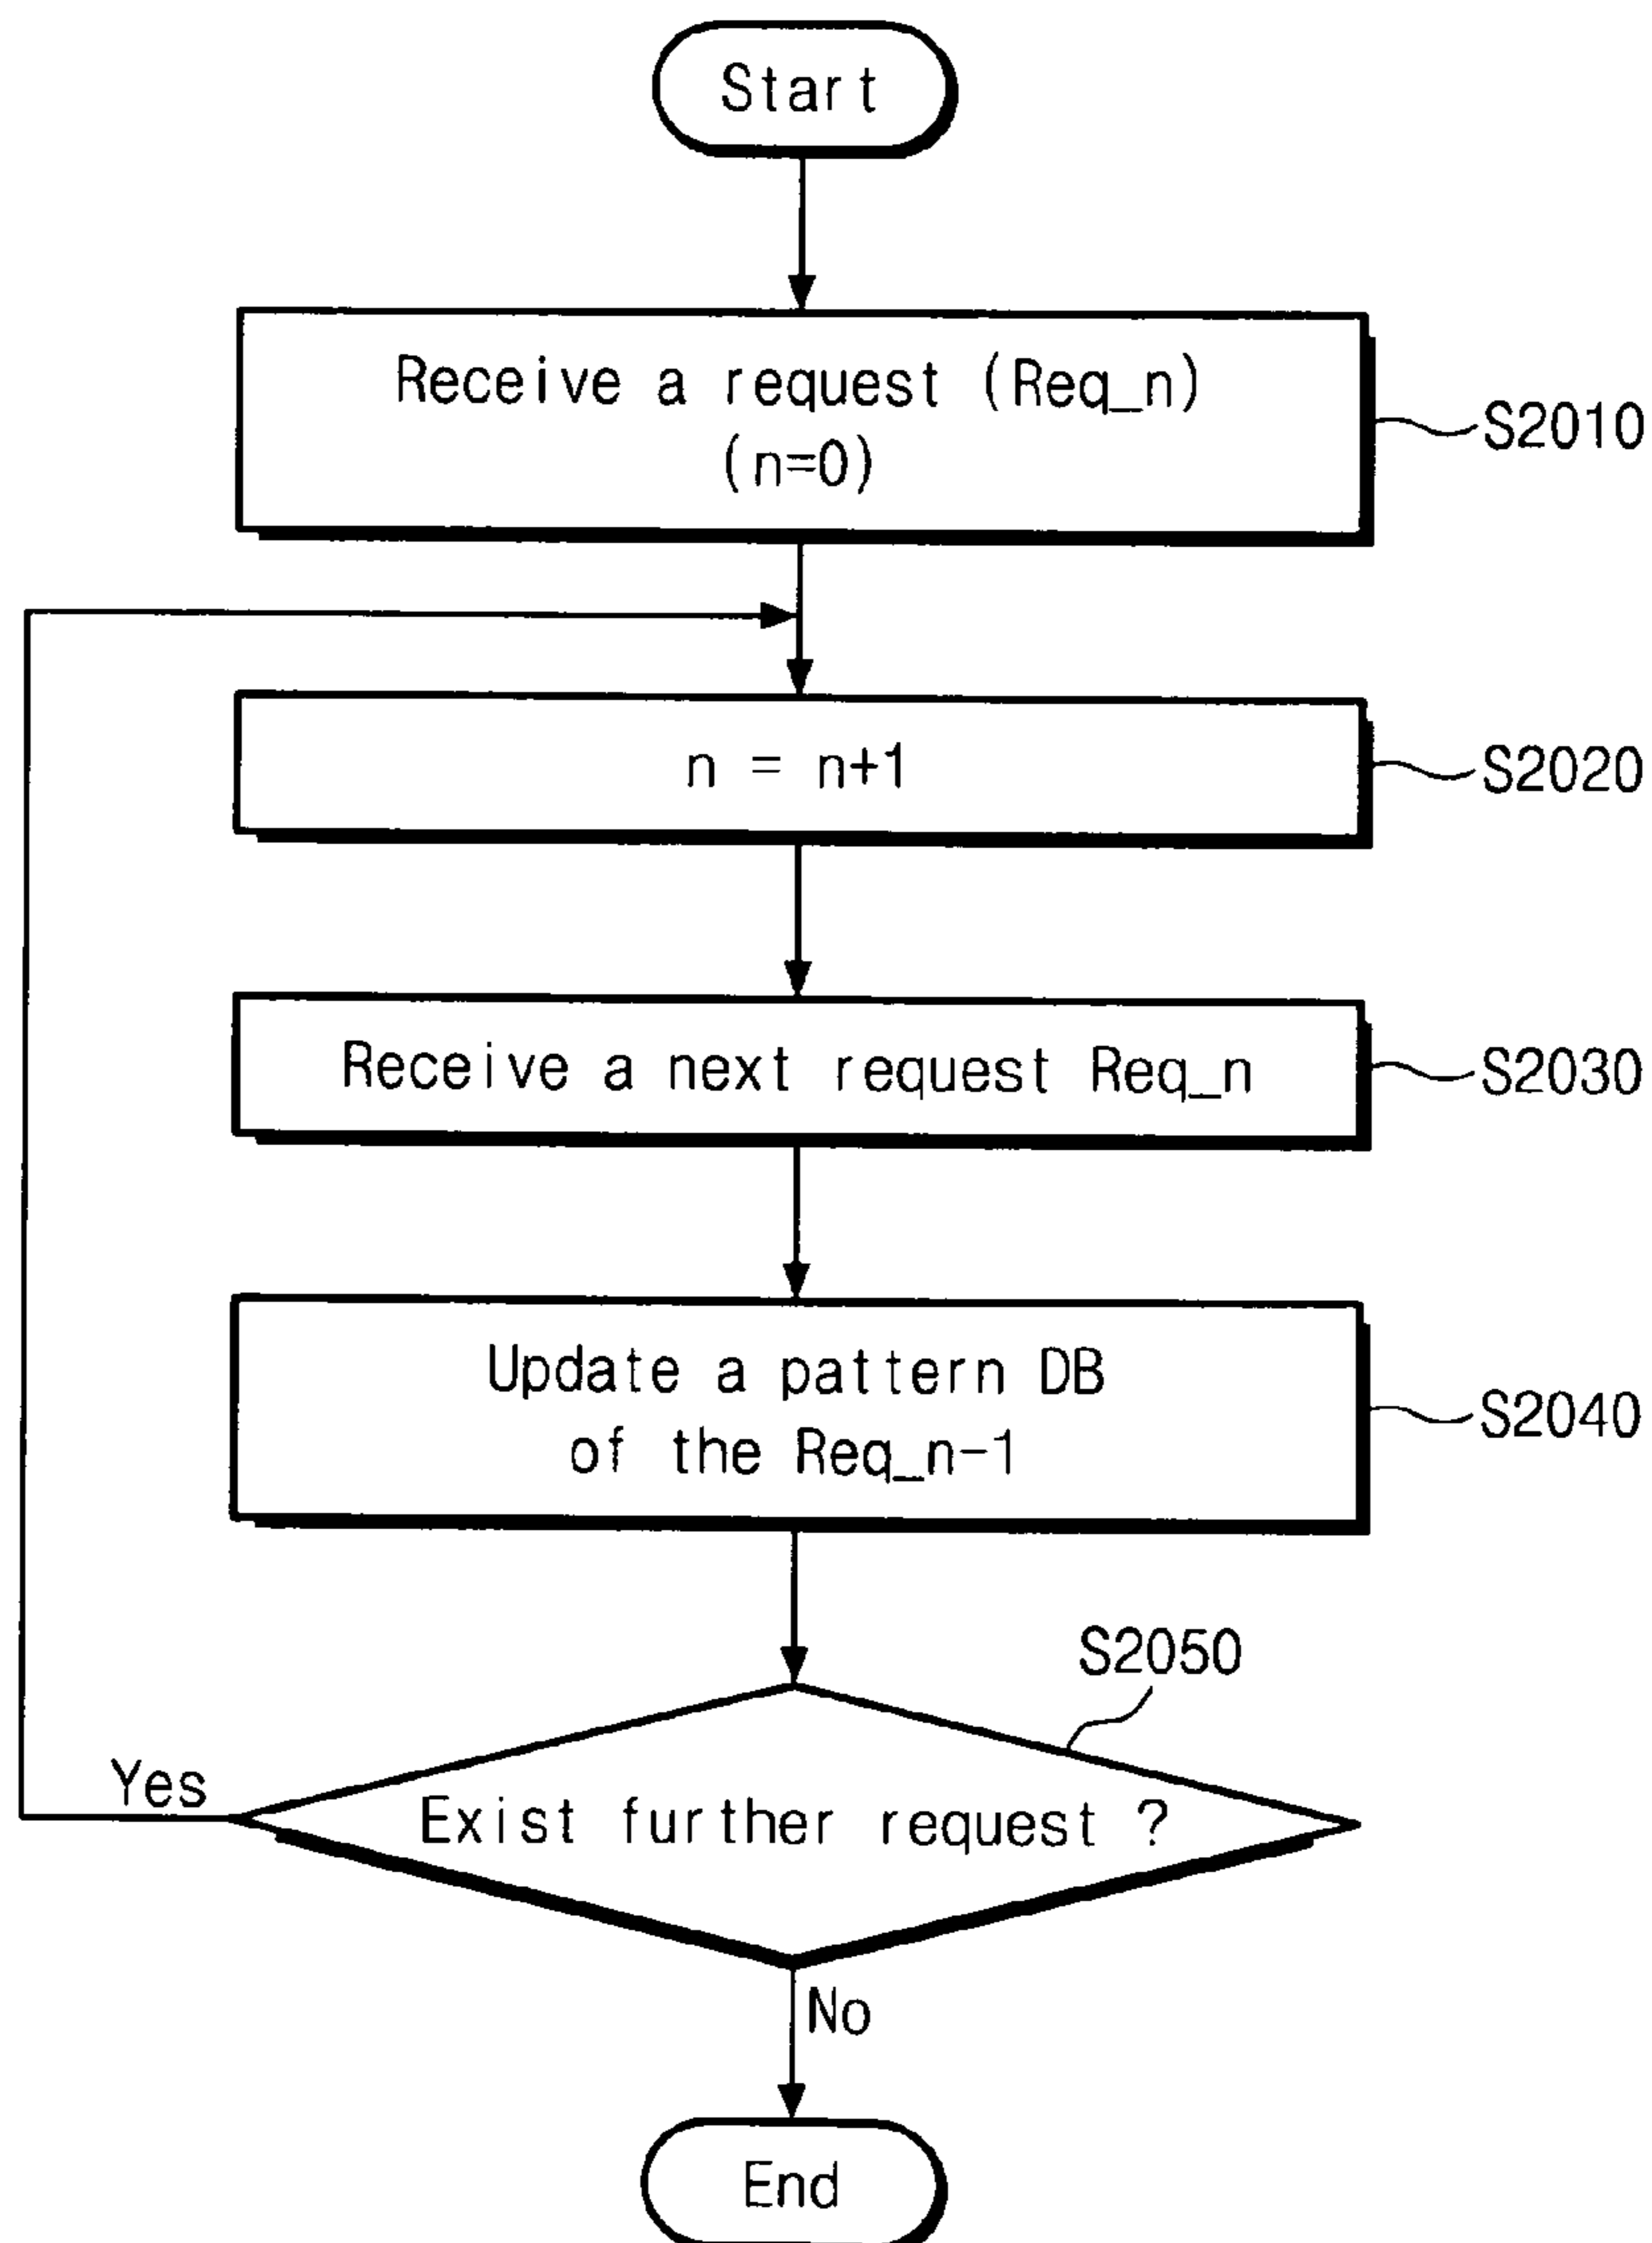 Start
Receive a request (Req_n)
(n=0)
S2010
n = n+1
S2020
Receive a next request Req_n
S2030
Update a pattern DB
of the Req_n-1
S2040
S2050
Yes
Exist further request ?
No
End